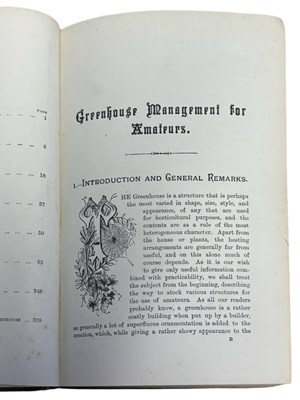 PAGE
1
6
18
37
50
62
348
379
Greenhouse Management for
Amateurs.
I.—INTRODUCTION AND GENERAL REMARKS.
THE Greenhouse is a structure that is perhaps
the most varied in shape, size, style, and
appearance, of any that are used
for horticultural purposes, and the
contents are as a rule of the most
heterogeneous character. Apart from
the house or plants, the heating
arrangements are generally far from
useful, and on this alone much of
course depends. As it is our wish
to give only useful information com-
bined with practicability, we shall treat
the subject from the beginning, describing
the way to stock various structures for
the use of amateurs. As all our readers
probably know, a greenhouse is a rather
costly building when put up by a builder,
as generally a lot of superfluous ornamentation is added to the
erection, which, while giving a rather showy appearance to the
B